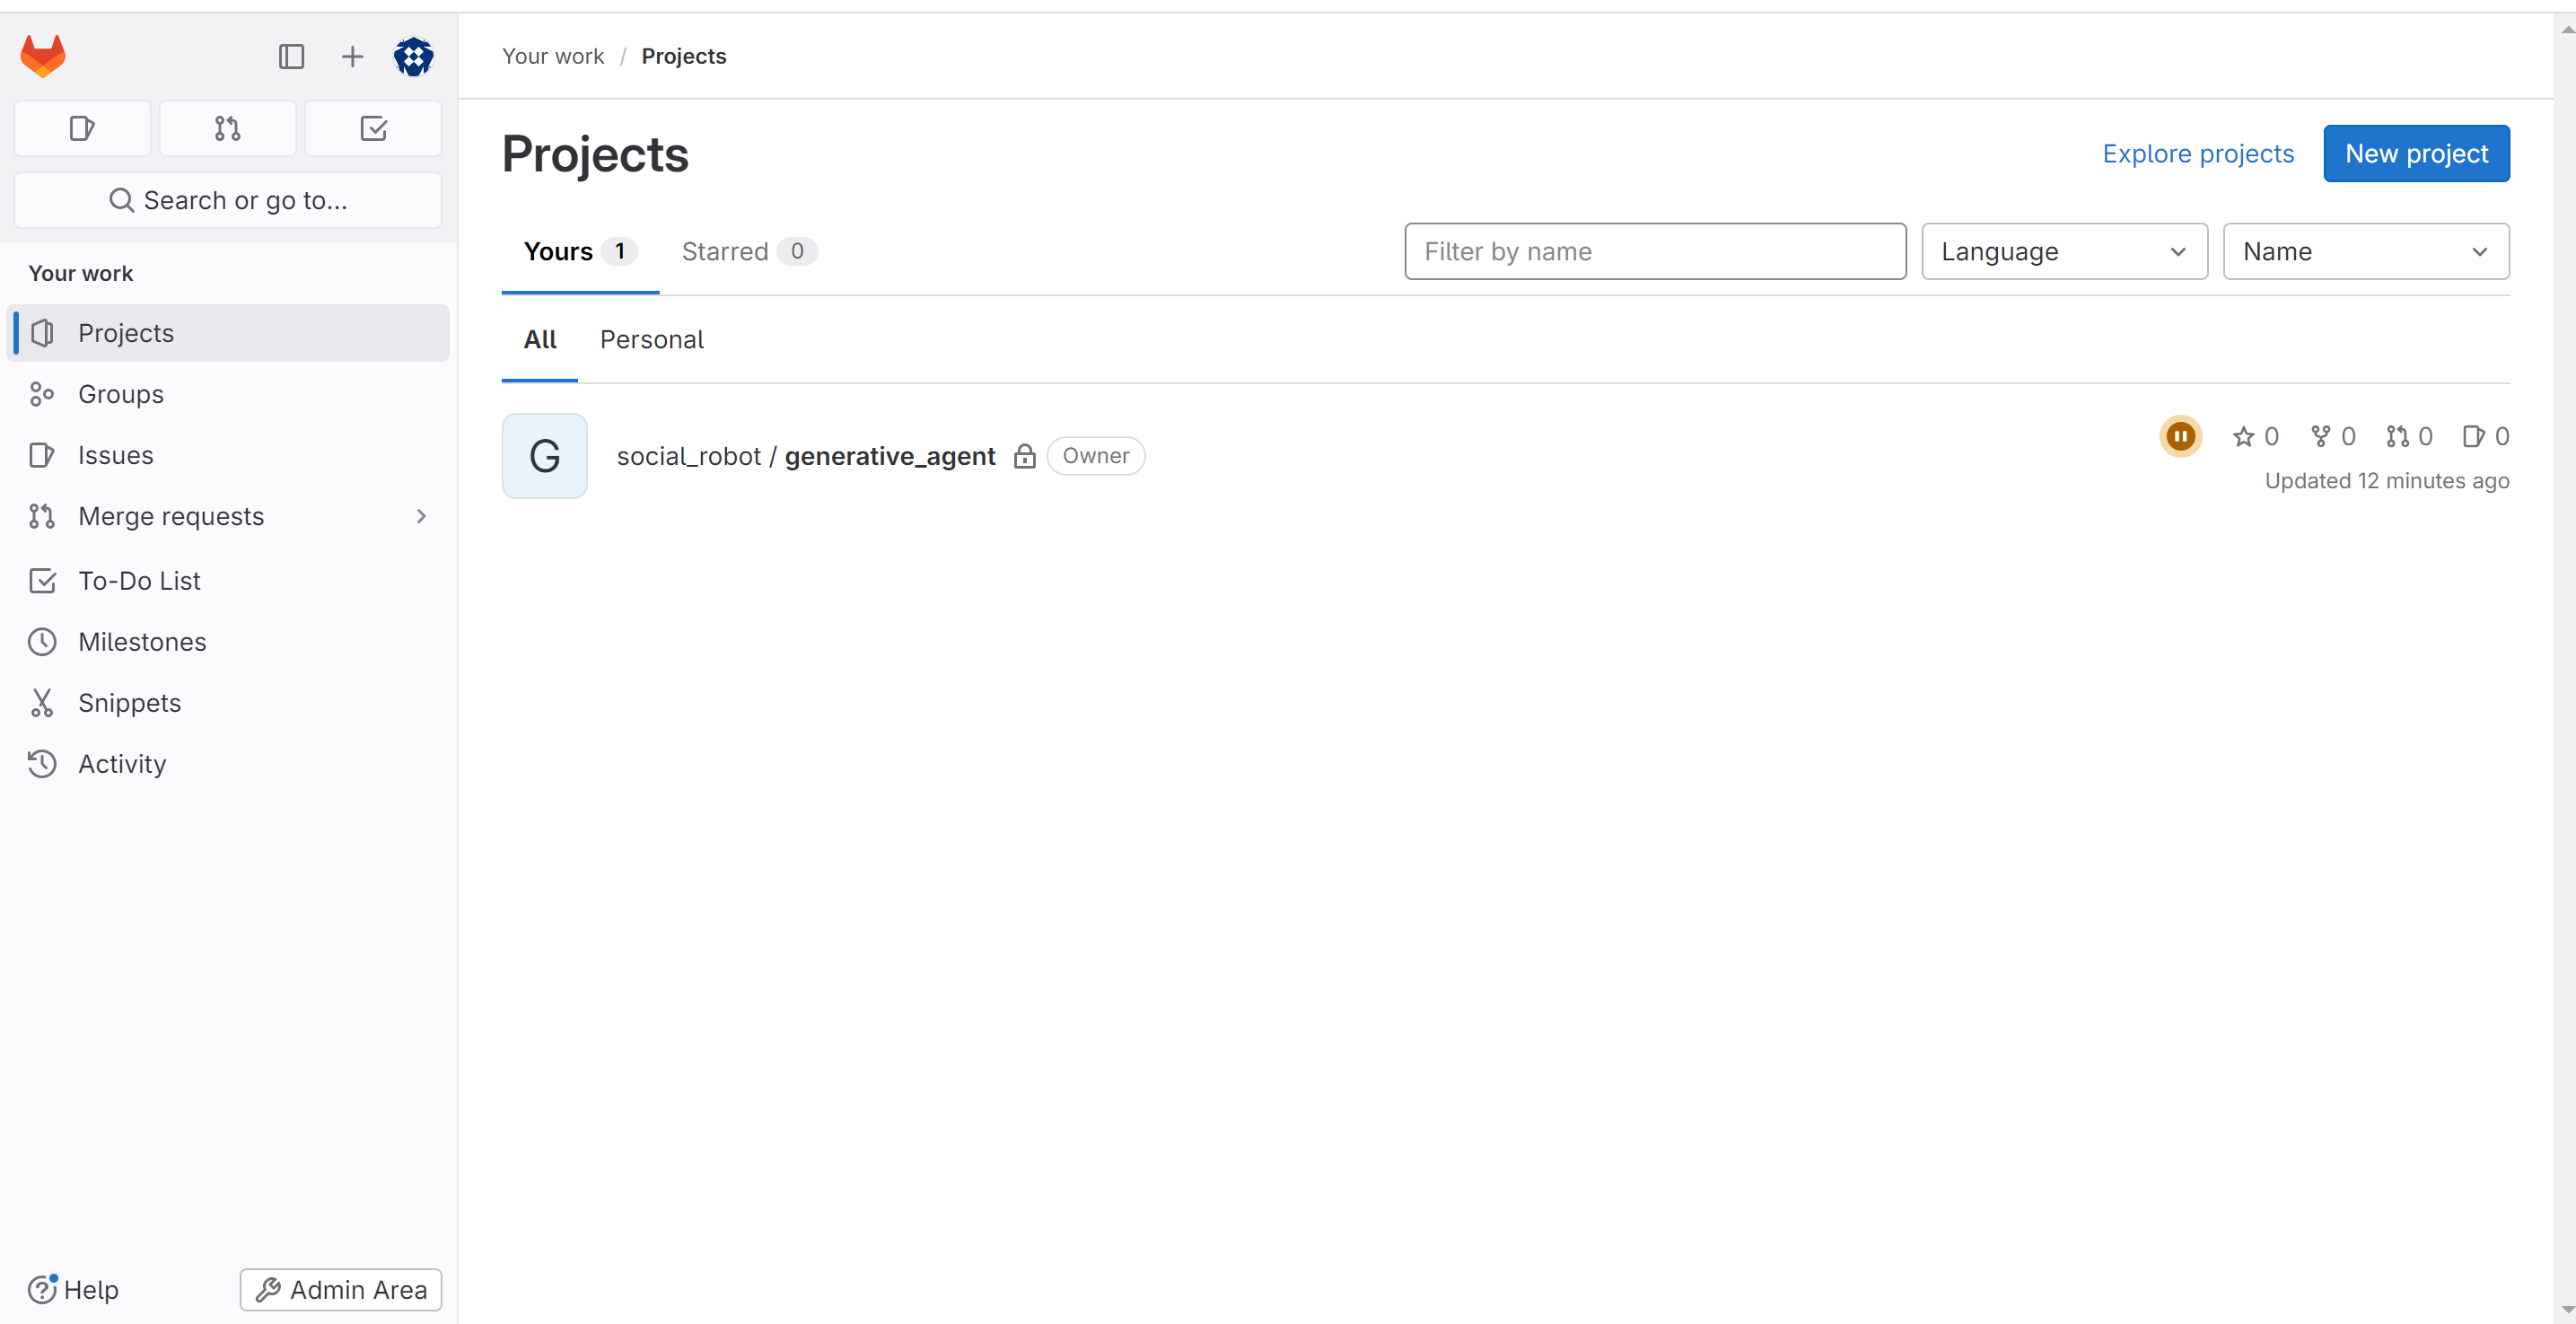 Your work / Projects
Search or go to...
Your work
Projects
Groups
Issues
Merge requests
To-Do List
Milestones
Snippets
Activity
Help
Admin Area
Projects
Explore projects
New project
Yours 1 Starred 0
Filter by name
Language
Name
All Personal
G
social_robot / generative_agent Owner
0 0 0 0
Updated 12 minutes ago